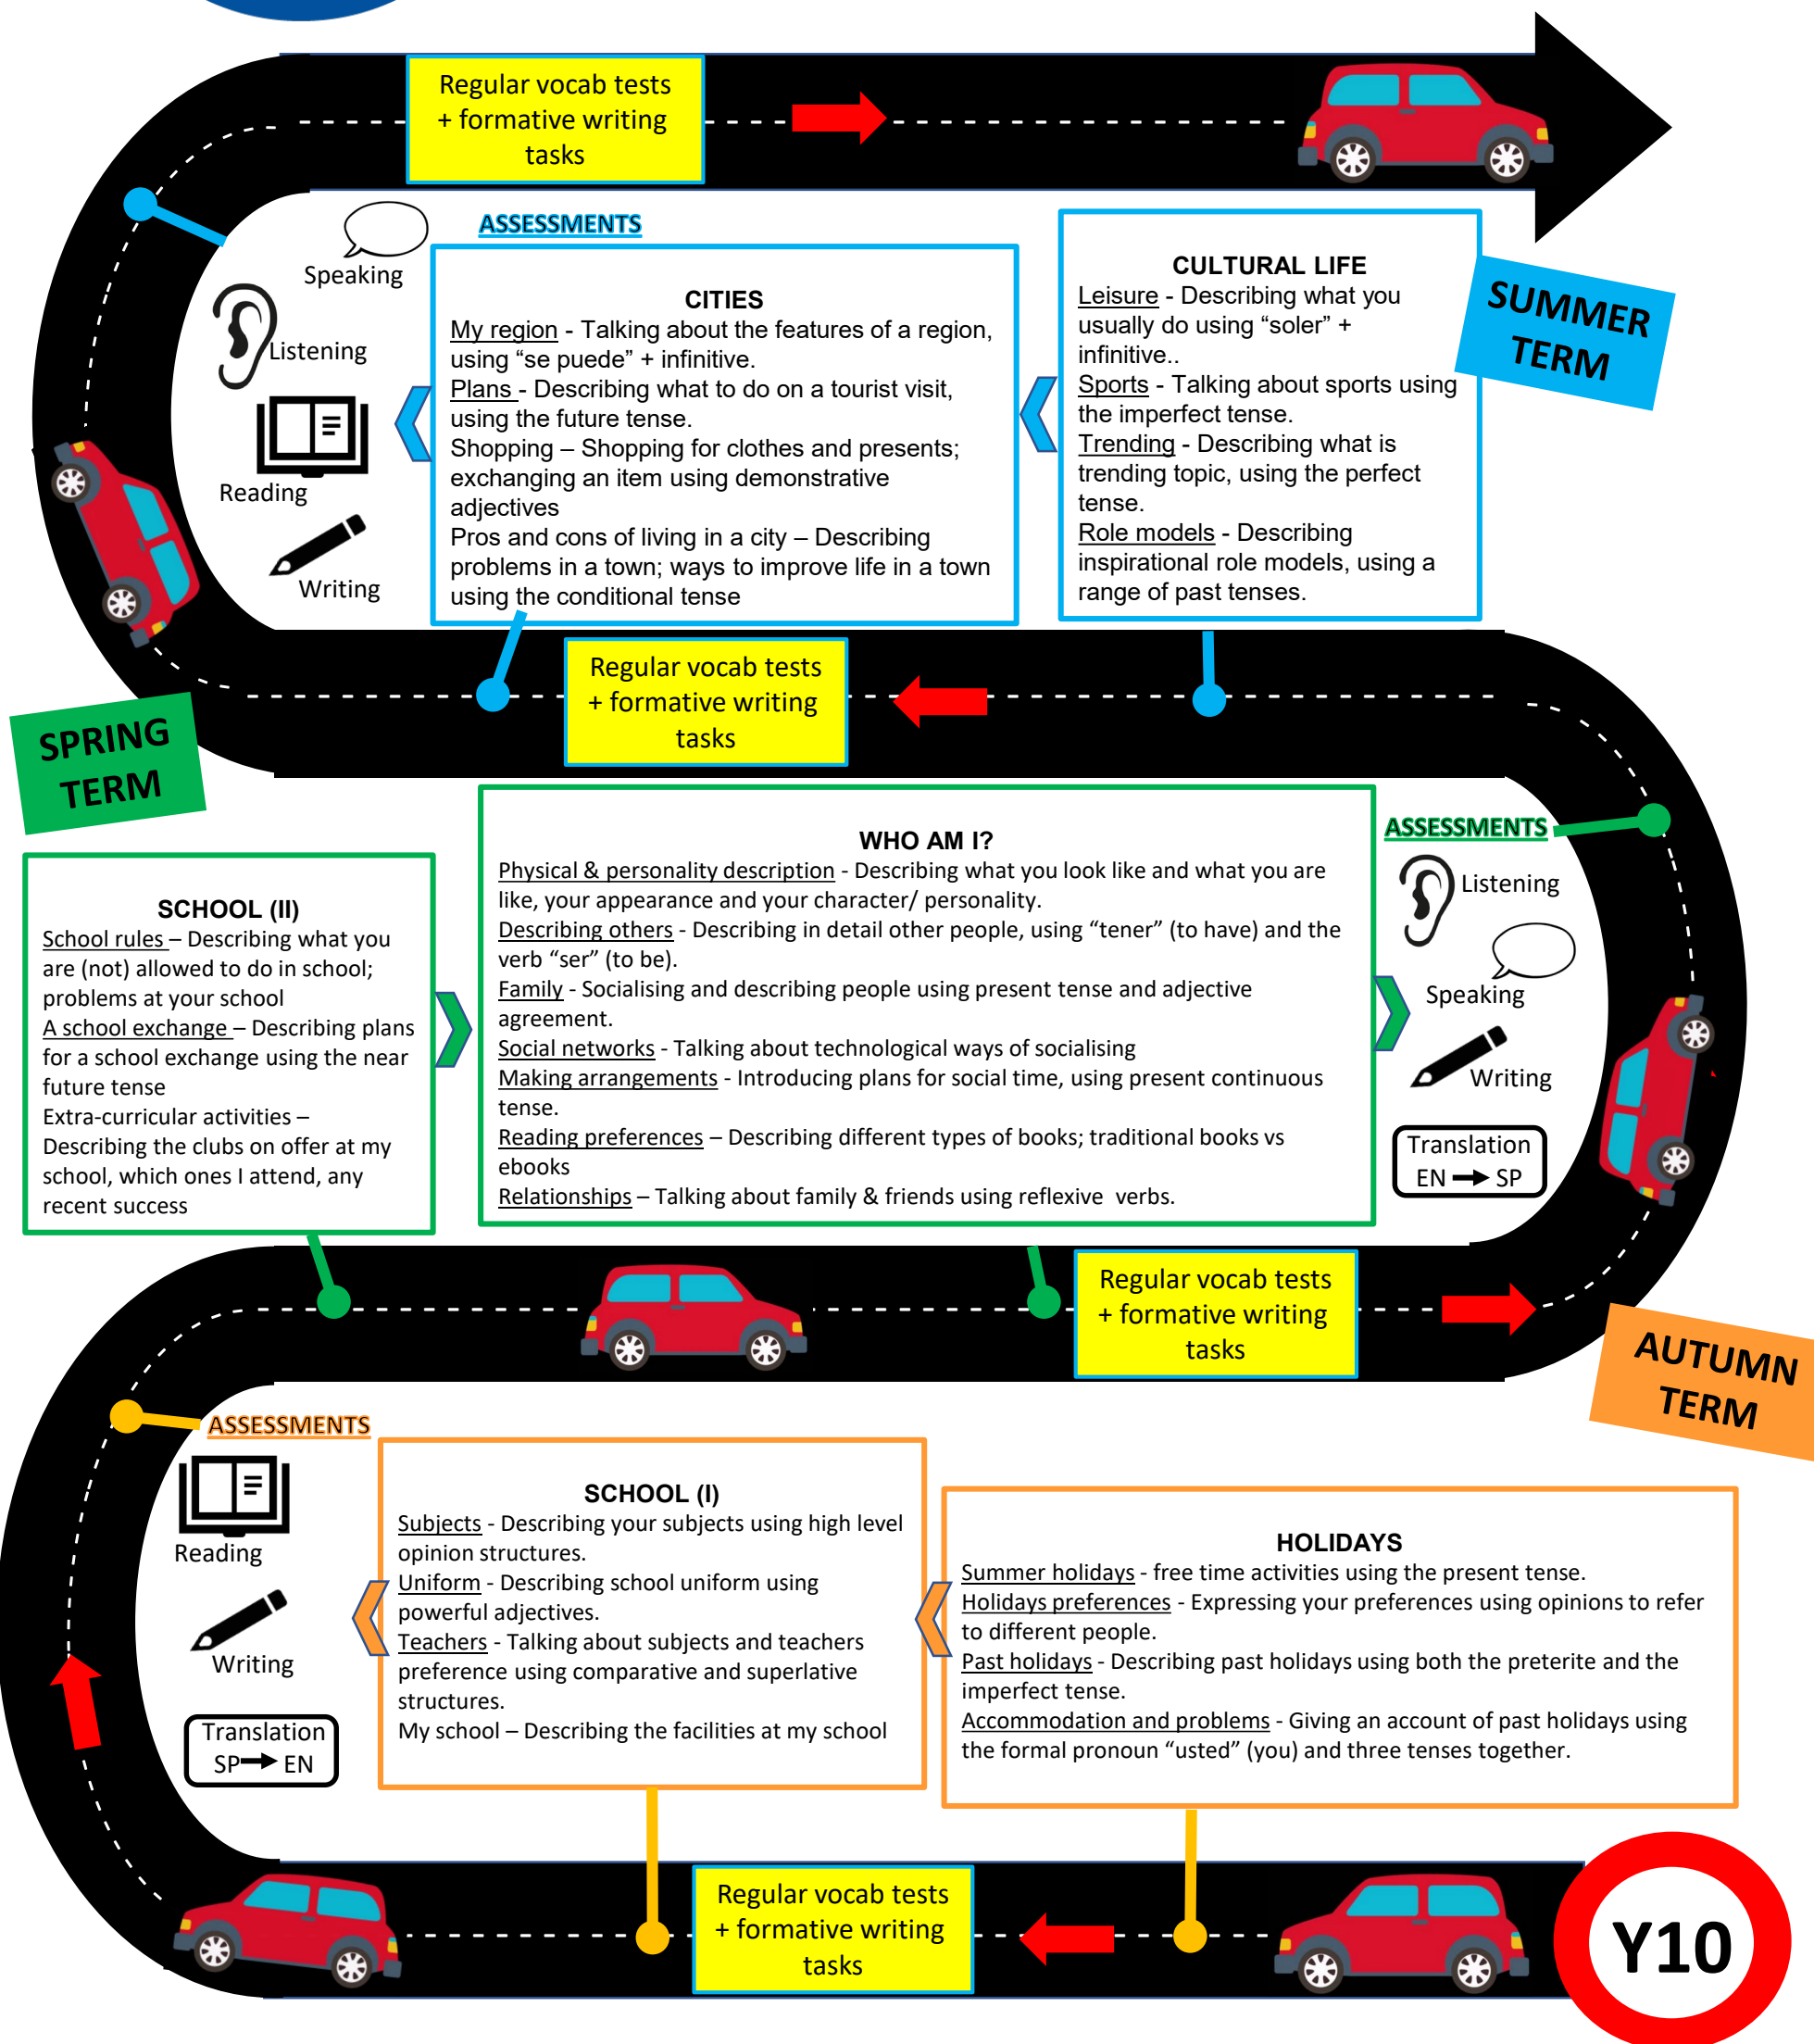 Regular vocab tests
+ formative writing
tasks
ASSESSMENTS
Speaking
Listening
Reading
Writing
CITIES
My region - Talking about the features of a region,
using “se puede” + infinitive.
Plans - Describing what to do on a tourist visit,
using the future tense.
Shopping – Shopping for clothes and presents;
exchanging an item using demonstrative
adjectives
Pros and cons of living in a city – Describing
problems in a town; ways to improve life in a town
using the conditional tense
CULTURAL LIFE
Leisure - Describing what you
usually do using “soler” +
infinitive..
Sports - Talking about sports using
the imperfect tense.
Trending - Describing what is
trending topic, using the perfect
tense.
Role models - Describing
inspirational role models, using a
range of past tenses.
SUMMER
TERM
Regular vocab tests
+ formative writing
tasks
SPRING
TERM
SCHOOL (II)
School rules – Describing what you
are (not) allowed to do in school;
problems at your school
A school exchange – Describing plans
for a school exchange using the near
future tense
Extra-curricular activities –
Describing the clubs on offer at my
school, which ones I attend, any
recent success
WHO AM I?
Physical & personality description - Describing what you look like and what you are
like, your appearance and your character/ personality.
Describing others - Describing in detail other people, using “tener” (to have) and the
verb “ser” (to be).
Family - Socialising and describing people using present tense and adjective
agreement.
Social networks - Talking about technological ways of socialising
Making arrangements - Introducing plans for social time, using present continuous
tense.
Reading preferences – Describing different types of books; traditional books vs
ebooks
Relationships – Talking about family & friends using reflexive verbs.
ASSESSMENTS
Listening
Speaking
Writing
Translation
EN SP
Regular vocab tests
+ formative writing
tasks
AUTUMN
TERM
ASSESSMENTS
Reading
Writing
Translation
SP EN
SCHOOL (I)
Subjects - Describing your subjects using high level
opinion structures.
Uniform - Describing school uniform using
powerful adjectives.
Teachers - Talking about subjects and teachers
preference using comparative and superlative
structures.
My school – Describing the facilities at my school
HOLIDAYS
Summer holidays - free time activities using the present tense.
Holidays preferences - Expressing your preferences using opinions to refer
to different people.
Past holidays - Describing past holidays using both the preterite and the
imperfect tense.
Accommodation and problems - Giving an account of past holidays using
the formal pronoun “usted” (you) and three tenses together.
Regular vocab tests
+ formative writing
tasks
Y10